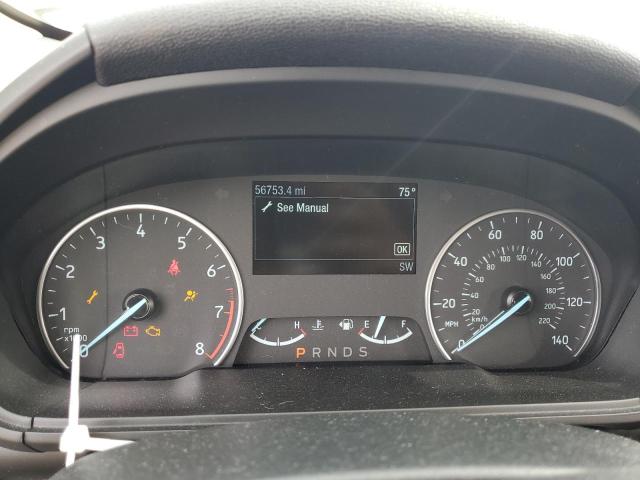 56753.4 mi 75°
See Manual
OK
SW
0 1 2 3 4 5 6 7 8
rpm
x1000
C H E F
P R N D S
0 20 40 60 80 100 120 140
MPH
km/h
0 20 40 60 80 100 120 140 160 180 200 220